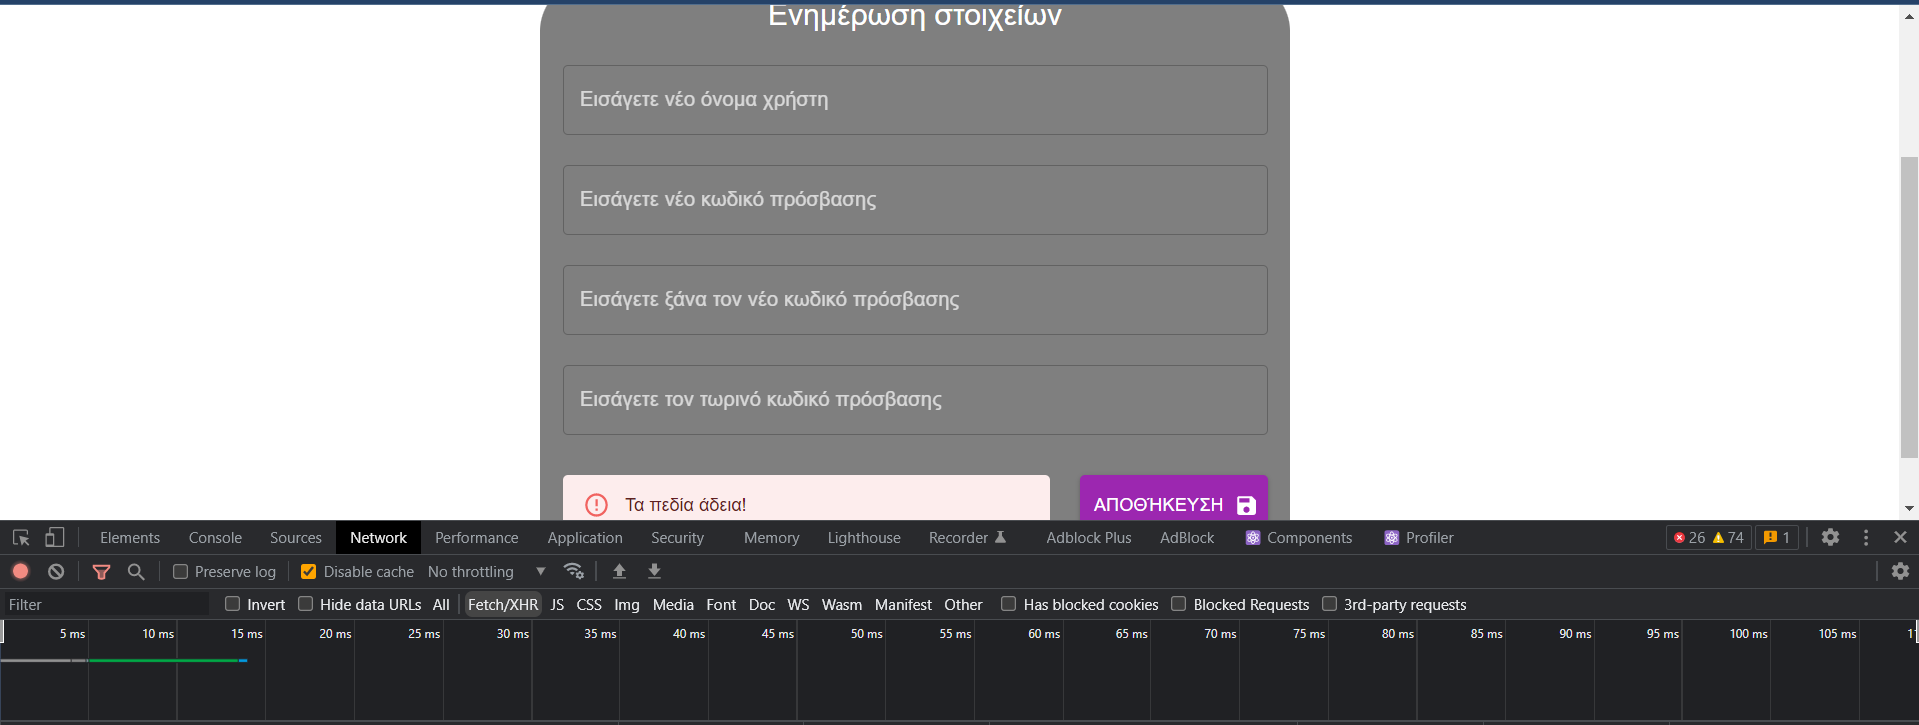 Ενημέρωση στοιχείων
Εισάγετε νέο όνομα χρήστη
Εισάγετε νέο κωδικό πρόσβασης
Εισάγετε ξάνα τον νέο κωδικό πρόσβασης
Εισάγετε τον τωρινό κωδικό πρόσβασης
Τα πεδία άδεια! ΑΠΟΘΉΚΕΥΣΗ
Elements Console Sources Network Performance Application Security Memory Lighthouse Recorder Adblock Plus AdBlock Components Profiler 26 74 1
Preserve log Disable cache No throttling
Filter Invert Hide data URLs All Fetch/XHR JS CSS Img Media Font Doc WS Wasm Manifest Other Has blocked cookies Blocked Requests 3rd-party requests
5 ms 10 ms 15 ms 20 ms 25 ms 30 ms 35 ms 40 ms 45 ms 50 ms 55 ms 60 ms 65 ms 70 ms 75 ms 80 ms 85 ms 90 ms 95 ms 100 ms 105 ms